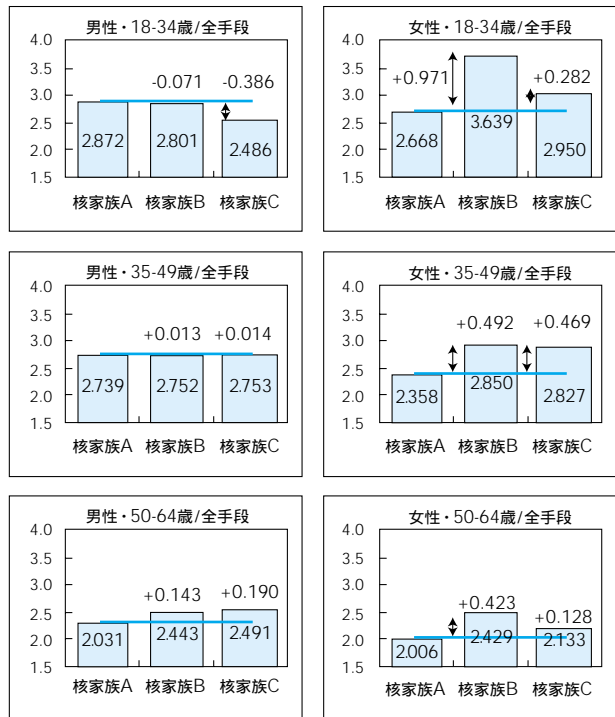 男性・18-34歳/全手段
4.0
3.5
3.0
2.5
2.0
1.5
-0.071
-0.386
2.872
2.801
2.486
核家族A
核家族B
核家族C
女性・18-34歳/全手段
4.0
3.5
3.0
2.5
2.0
1.5
+0.971
+0.282
2.668
3.639
2.950
核家族A
核家族B
核家族C
男性・35-49歳/全手段
4.0
3.5
3.0
2.5
2.0
1.5
+0.013
+0.014
2.739
2.752
2.753
核家族A
核家族B
核家族C
女性・35-49歳/全手段
4.0
3.5
3.0
2.5
2.0
1.5
+0.492
+0.469
2.358
2.850
2.827
核家族A
核家族B
核家族C
男性・50-64歳/全手段
4.0
3.5
3.0
2.5
2.0
1.5
+0.143
+0.190
2.031
2.443
2.491
核家族A
核家族B
核家族C
女性・50-64歳/全手段
4.0
3.5
3.0
2.5
2.0
1.5
+0.423
+0.128
2.006
2.429
2.133
核家族A
核家族B
核家族C